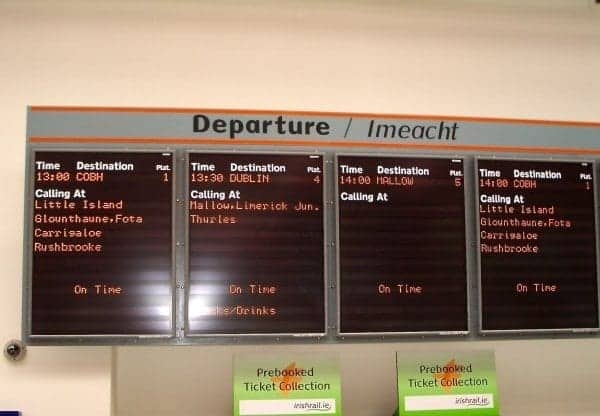 Departure / Imeacht
Time Destination Plat.
13:00 COBH 1
Calling At
Little Island
Glounthaune,Fota
Carrigaloe
Rushbrooke
On Time
Time Destination Plat.
13:30 DUBLIN 4
Calling At
Mallow,Limerick Jun.
Thurles
On Time
/Drinks
Time Destination Plat.
14:00 MALLOW 5
Calling At
On Time
Time Destination Plat.
14:00 COBH 1
Calling At
Little Island
Glounthaune,Fota
Carrigaloe
Rushbrooke
On Time
Prebooked
Ticket Collection
irishrail.ie
Prebooked
Ticket Collection
irishrail.ie